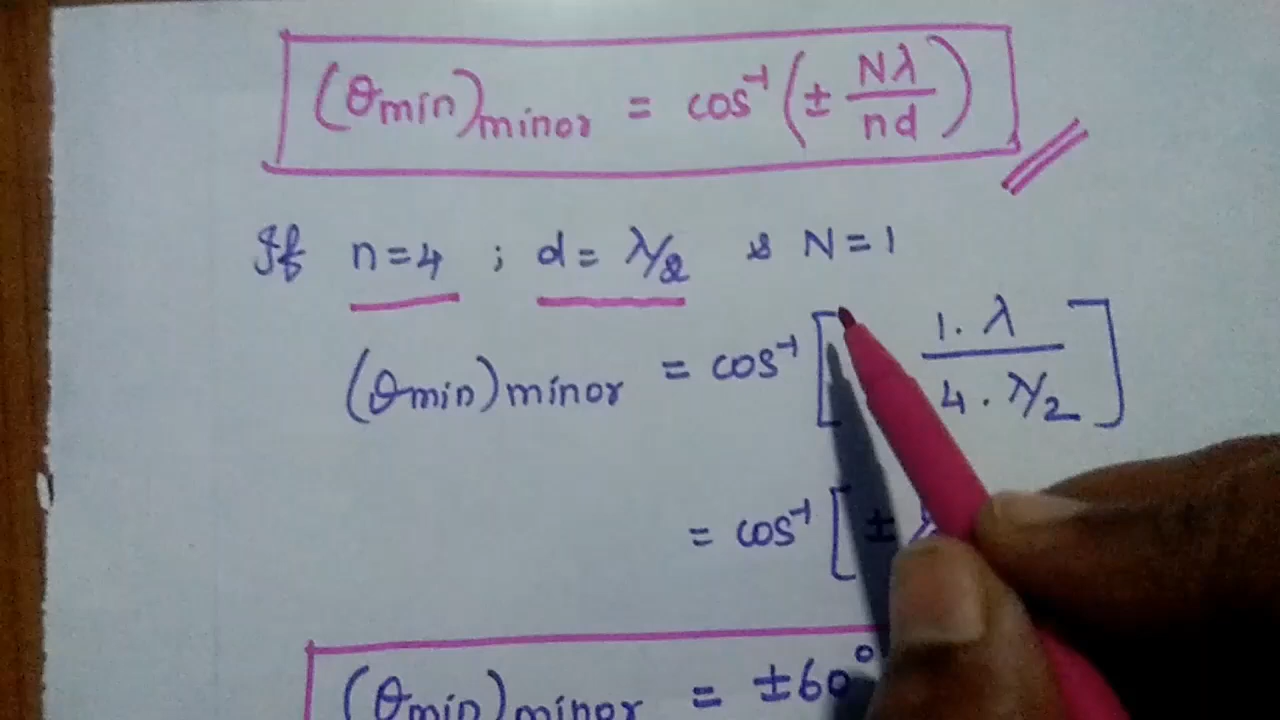 (θmin)minor = cos⁻¹(± Nλ/nd)
If n=4 ; d= λ/2 & N=1
(θmin)minor = cos⁻¹[ 1.λ/4.λ/2 ]
= cos⁻¹[±
(θmin)minor = ±60°